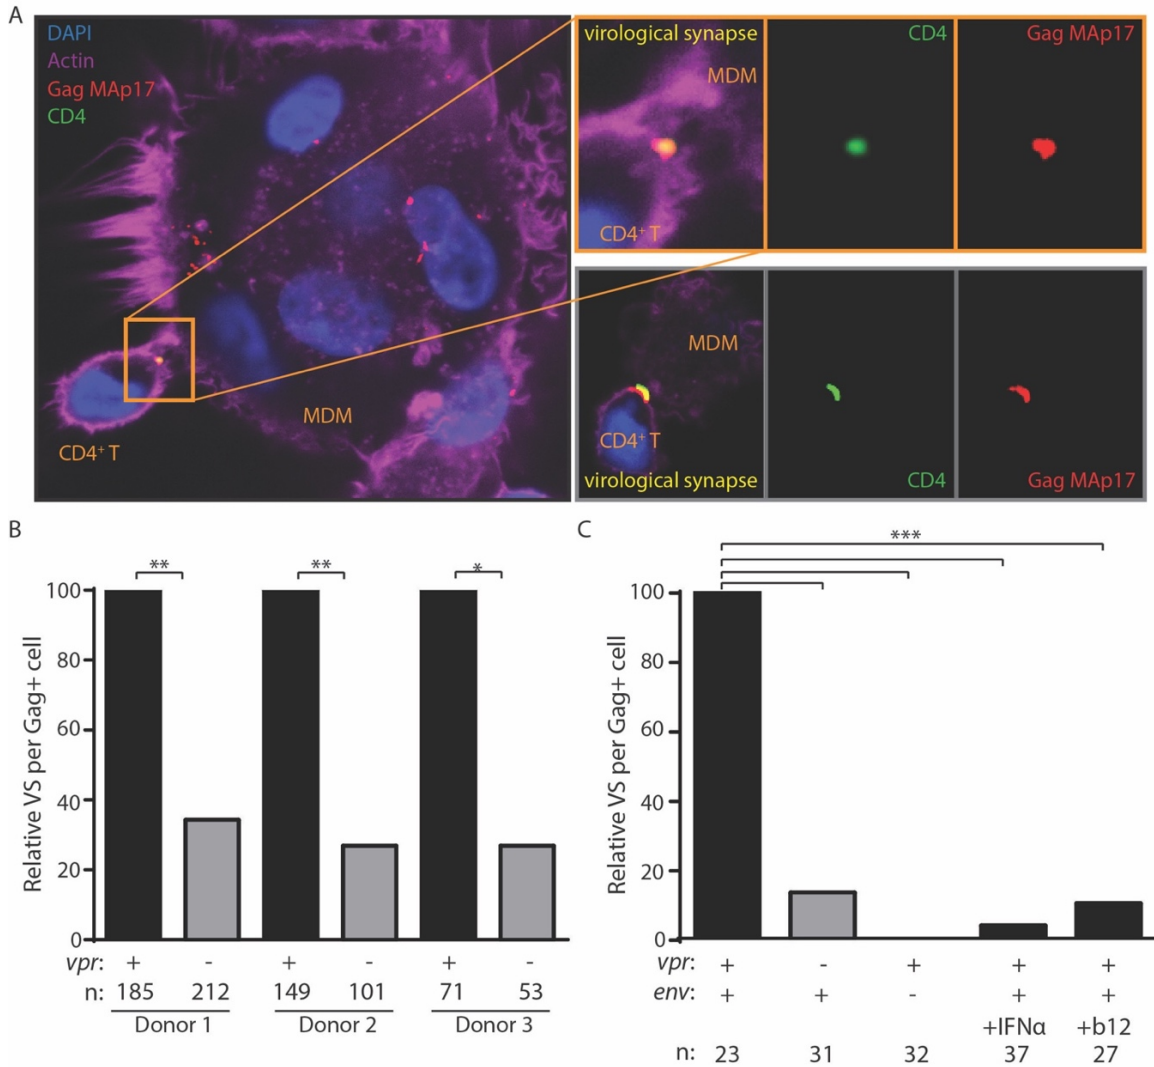 A
DAPI
Actin
Gag MAp17
CD4
CD4⁺ T
MDM
virological synapse
MDM
CD4⁺ T
CD4
Gag MAp17
MDM
CD4⁺ T
virological synapse
CD4
Gag MAp17
B
** ** *
Relative VS per Gag+ cell
100
80
60
40
20
0
vpr: + - + - + -
n: 185 212 149 101 71 53
Donor 1 Donor 2 Donor 3
C
***
Relative VS per Gag+ cell
100
80
60
40
20
0
vpr: + - + + +
env: + + - + +
+IFNα +b12
n: 23 31 32 37 27